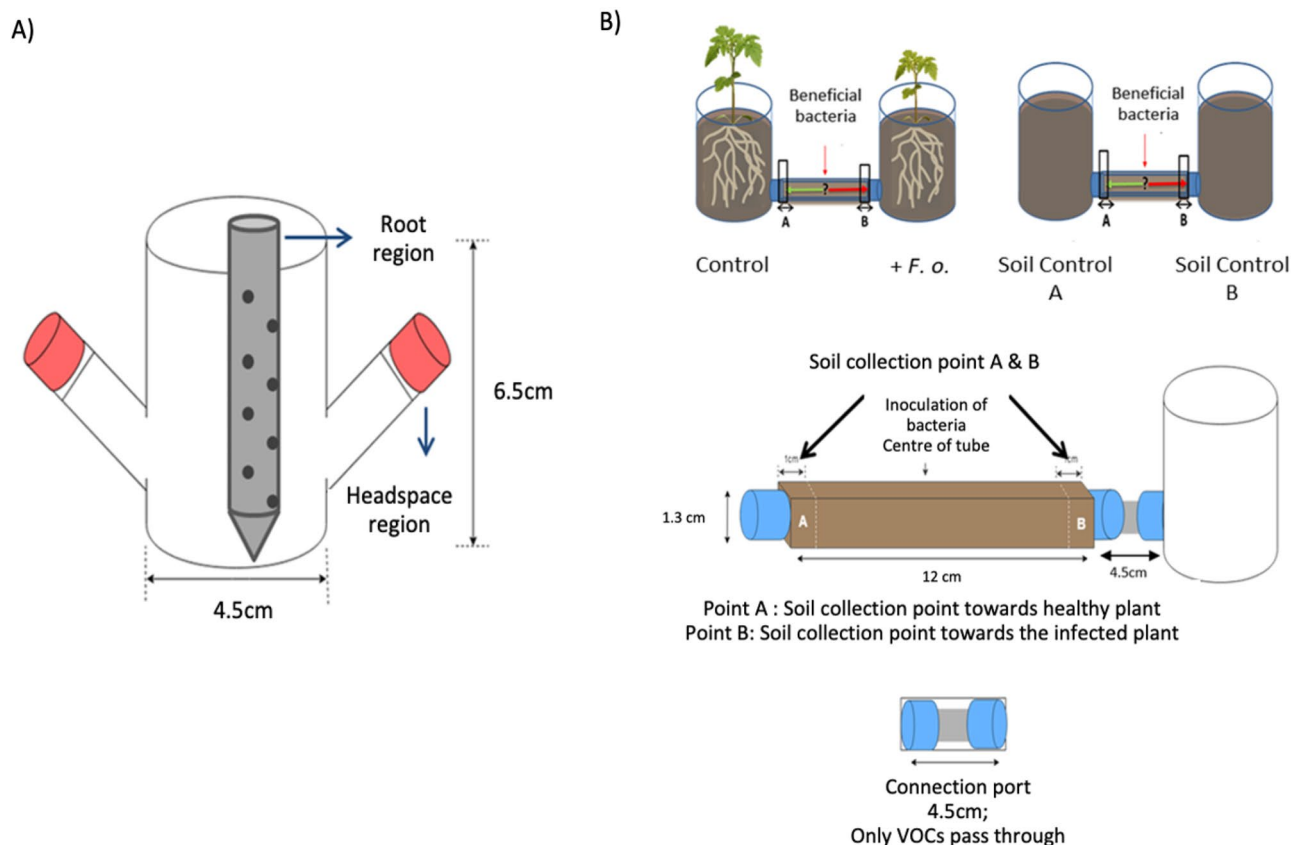 A)
Root
region
6.5cm
Headspace
region
4.5cm
B)
Beneficial
bacteria
?
A
B
Control
+ F. o.
Beneficial
bacteria
?
A
B
Soil Control
A
Soil Control
B
Soil collection point A & B
Inoculation of
bacteria
Centre of tube
1cm
1.3 cm
A
B
12 cm
4.5cm
Point A : Soil collection point towards healthy plant
Point B: Soil collection point towards the infected plant
Connection port
4.5cm;
Only VOCs pass through